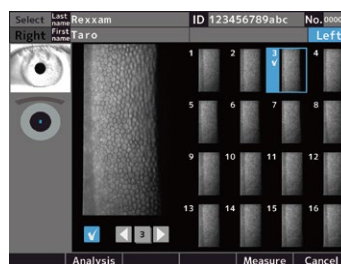 Select Last name Rexxam ID 123456789abc No. 0000
Right First name Taro Left
1 2 3 4
5 6 7 8
9 10 11 12
13 14 15 16
3
Analysis Measure Cancel